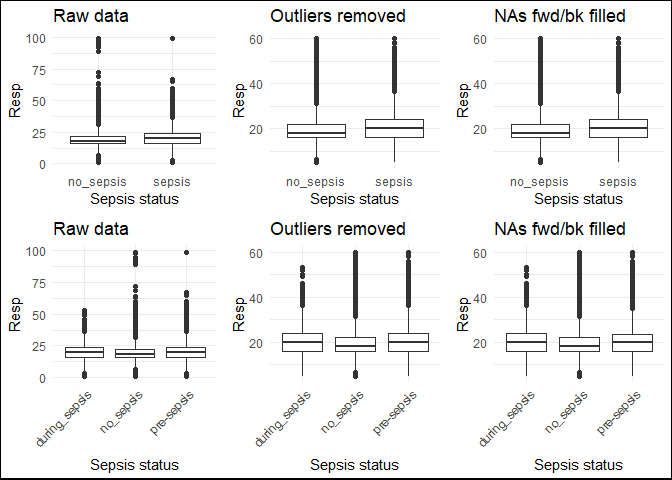 Raw data
Outliers removed
NAs fwd/bk filled
100
75
50
25
0
Resp
no_sepsis
sepsis
Sepsis status
60
40
20
Resp
no_sepsis
sepsis
Sepsis status
60
40
20
Resp
no_sepsis
sepsis
Sepsis status
Raw data
Outliers removed
NAs fwd/bk filled
100
75
50
25
0
Resp
during_sepsis
no_sepsis
pre-sepsis
Sepsis status
60
40
20
Resp
during_sepsis
no_sepsis
pre-sepsis
Sepsis status
60
40
20
Resp
during_sepsis
no_sepsis
pre-sepsis
Sepsis status